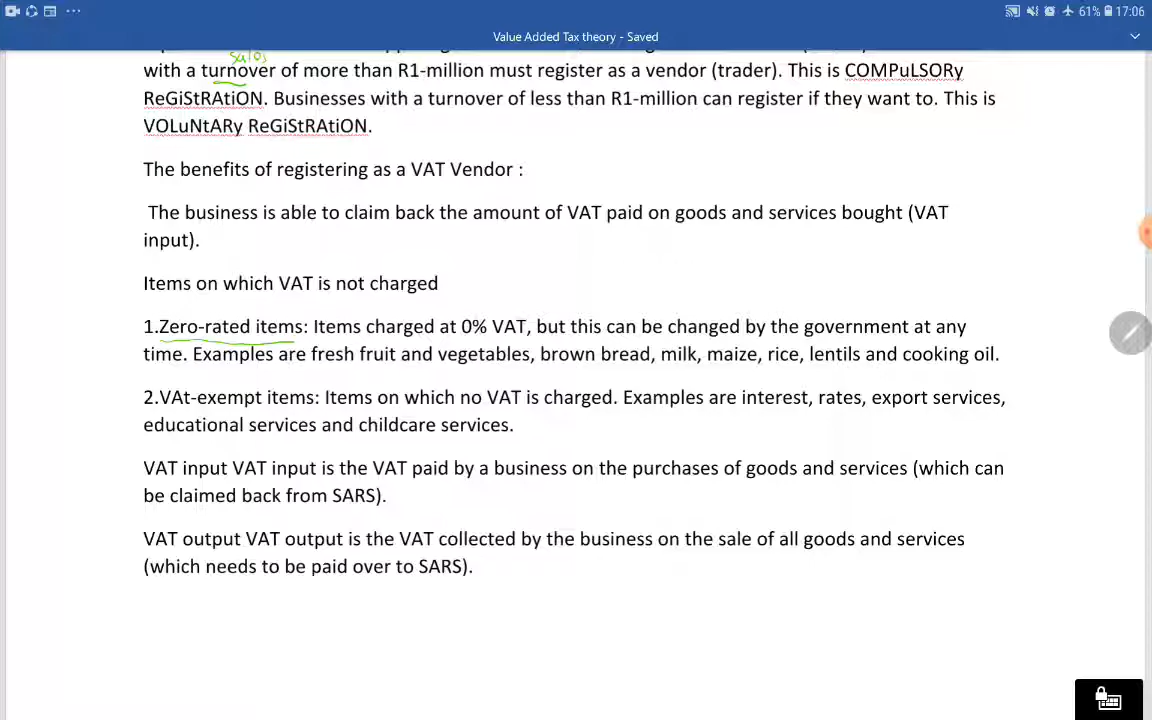 61% 17:06
Value Added Tax theory - Saved
sales
with a turnover of more than R1-million must register as a vendor (trader). This is COMPuLSORy
ReGiStRAtiON. Businesses with a turnover of less than R1-million can register if they want to. This is
VOLuNtARy ReGiStRAtiON.
The benefits of registering as a VAT Vendor :
The business is able to claim back the amount of VAT paid on goods and services bought (VAT
input).
Items on which VAT is not charged
1.Zero-rated items: Items charged at 0% VAT, but this can be changed by the government at any
time. Examples are fresh fruit and vegetables, brown bread, milk, maize, rice, lentils and cooking oil.
2.VAt-exempt items: Items on which no VAT is charged. Examples are interest, rates, export services,
educational services and childcare services.
VAT input VAT input is the VAT paid by a business on the purchases of goods and services (which can
be claimed back from SARS).
VAT output VAT output is the VAT collected by the business on the sale of all goods and services
(which needs to be paid over to SARS).